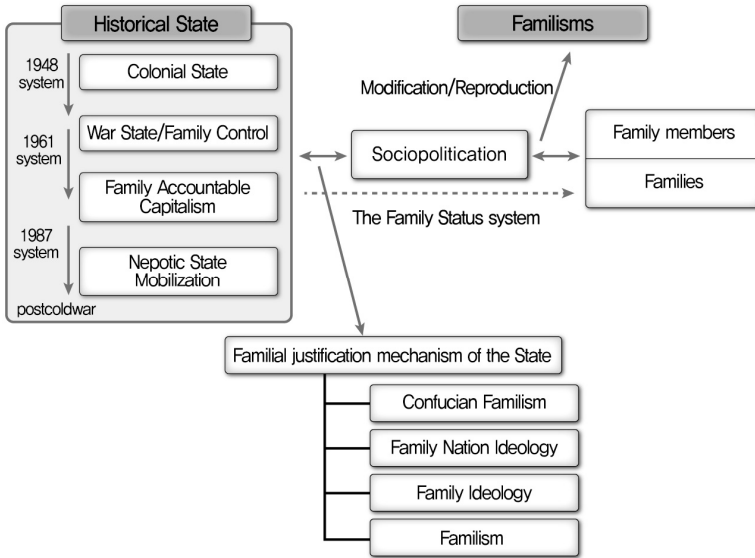 Historical State
Familisms
1948
system
Colonial State
Modification/Reproduction
War State/Family Control
1961
system
Sociopolitication
Family members
Families
Family Accountable
Capitalism
The Family Status system
1987
system
Nepotic State
Mobilization
postcoldwar
Familial justification mechanism of the State
Confucian Familism
Family Nation Ideology
Family Ideology
Familism